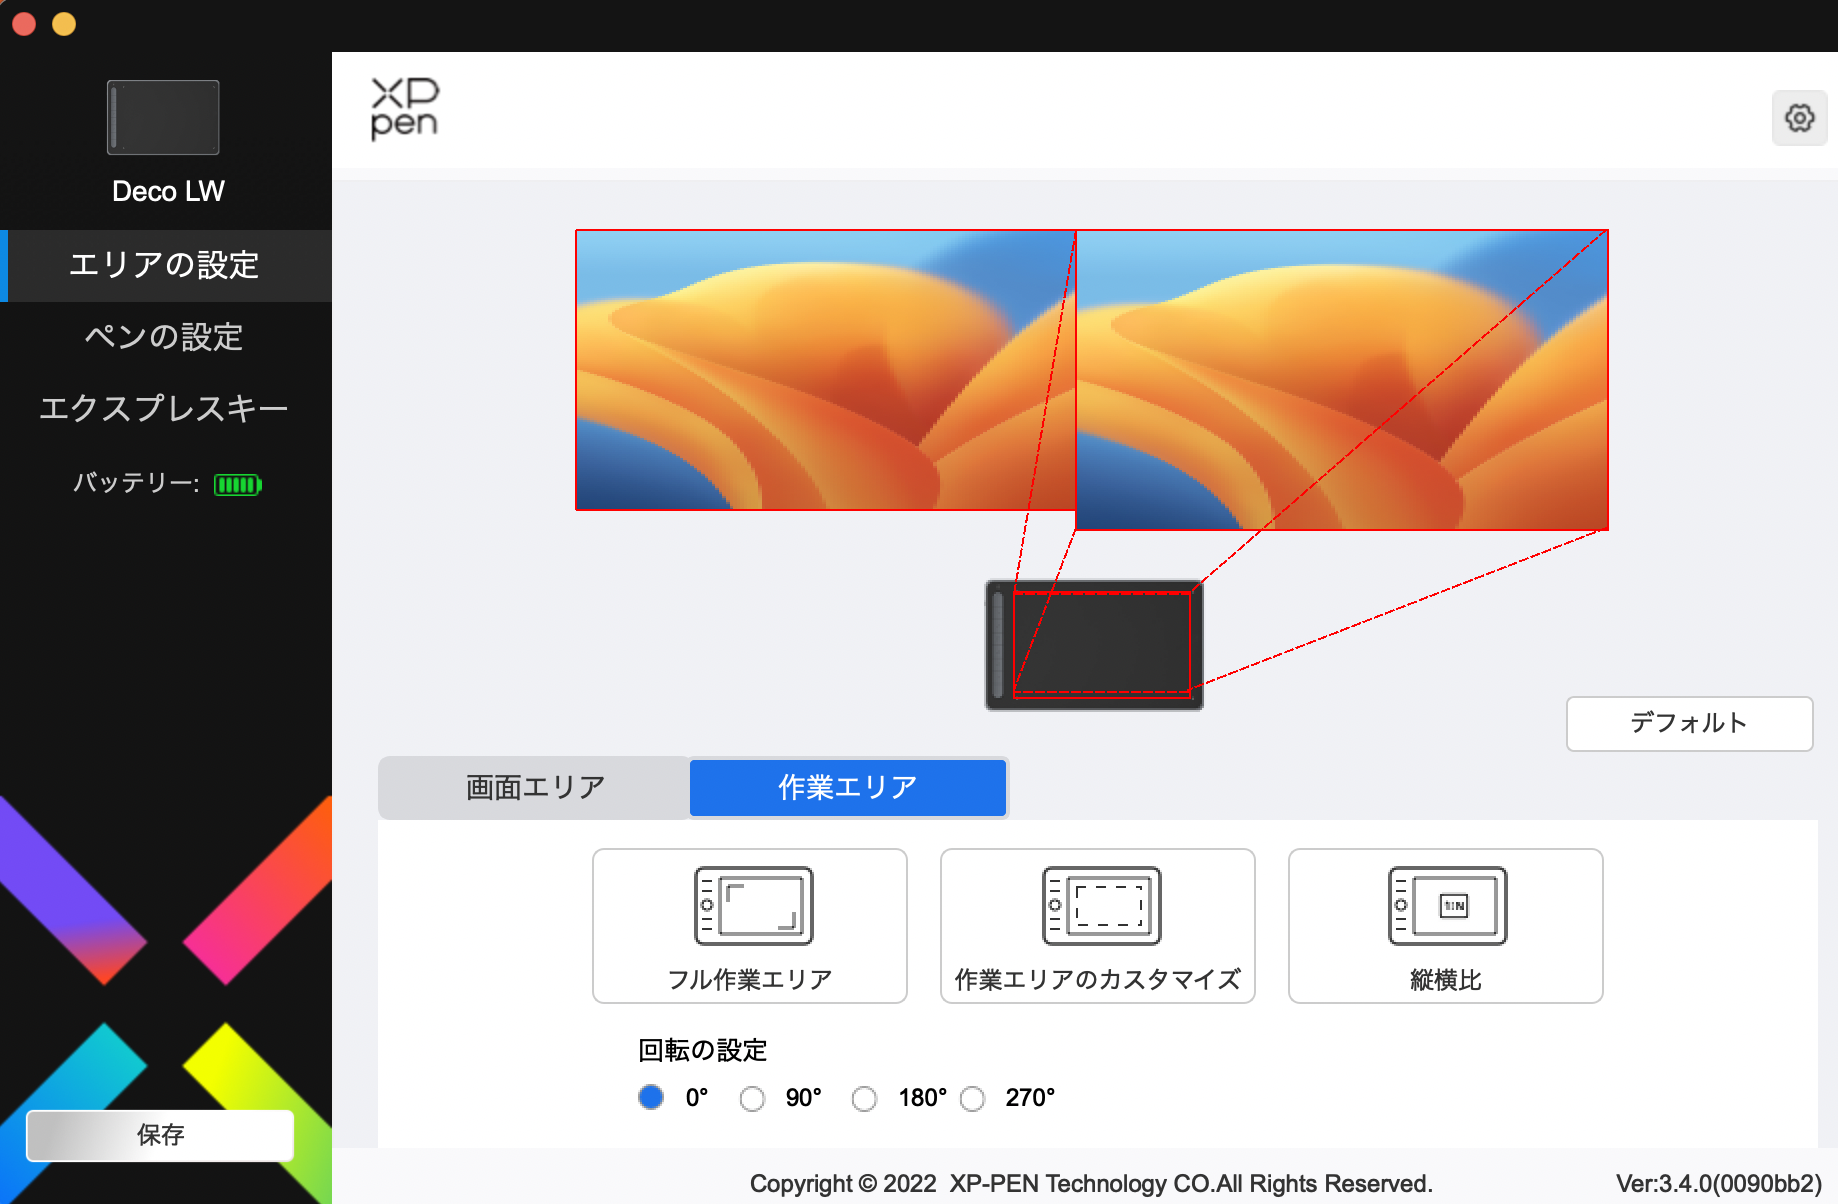 XP
pen
Deco LW
エリアの設定
ペンの設定
エクスプレスキー
バッテリー:
デフォルト
画面エリア
作業エリア
フル作業エリア
作業エリアのカスタマイズ
縦横比
回転の設定
0°
90°
180°
270°
保存
Copyright © 2022 XP-PEN Technology CO.All Rights Reserved.
Ver:3.4.0(0090bb2)